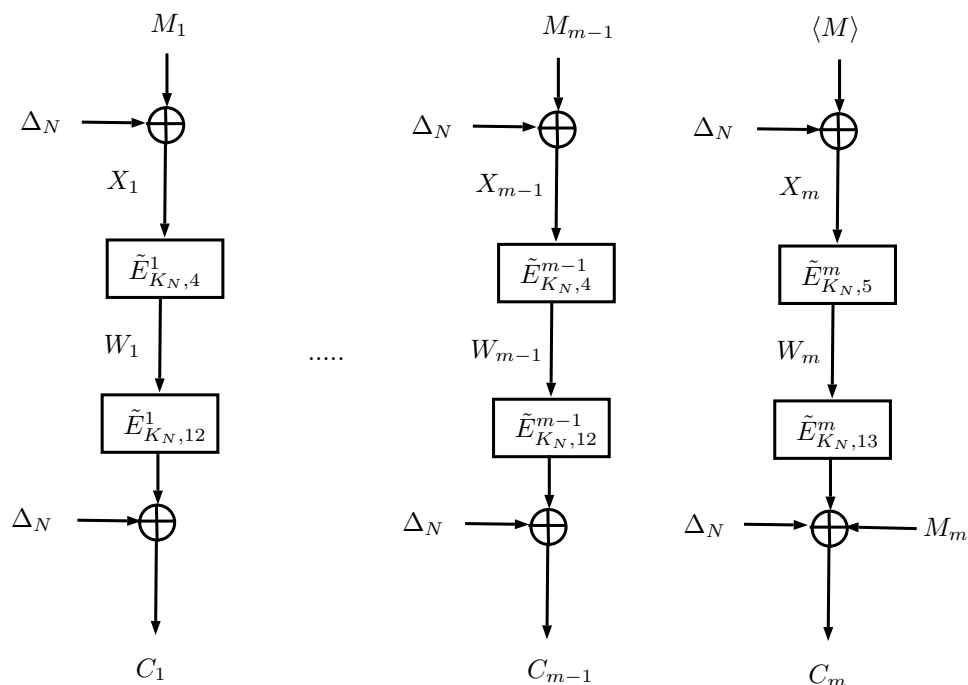 M_1 M_{m−1} ⟨M⟩
Δ_N Δ_N Δ_N
X_1 X_{m−1} X_m
Ẽ^1_{K_N,4} Ẽ^{m−1}_{K_N,4} Ẽ^m_{K_N,5}
W_1 ..... W_{m−1} W_m
Ẽ^1_{K_N,12} Ẽ^{m−1}_{K_N,12} Ẽ^m_{K_N,13}
Δ_N Δ_N Δ_N M_m
C_1 C_{m−1} C_m